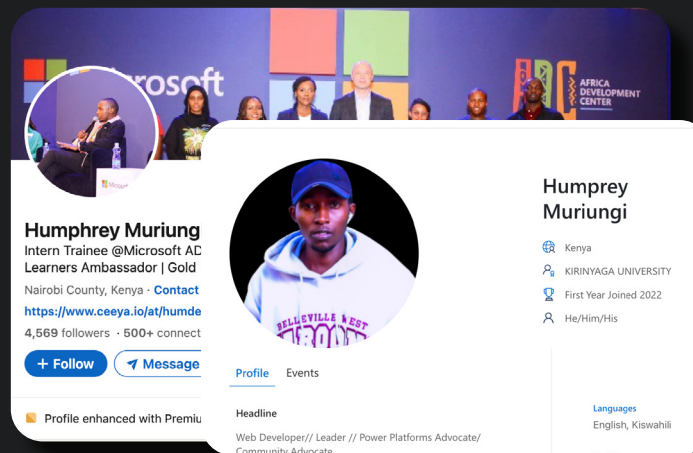 Microsoft
AFRICA
DEVELOPMENT
CENTER
Humphrey Muriung
Intern Trainee @Microsoft AD
Learners Ambassador | Gold
Nairobi County, Kenya · Contact
https://www.ceeya.io/at/humde
4,569 followers · 500+ connect
+ Follow
Message
Profile enhanced with Premiu
Humprey
Muriungi
Kenya
KIRINYAGA UNIVERSITY
First Year Joined 2022
He/Him/His
BELLEVILLE WEST
Profile
Events
Headline
Web Developer// Leader // Power Platforms Advocate/
Community Advocate
Languages
English, Kiswahili